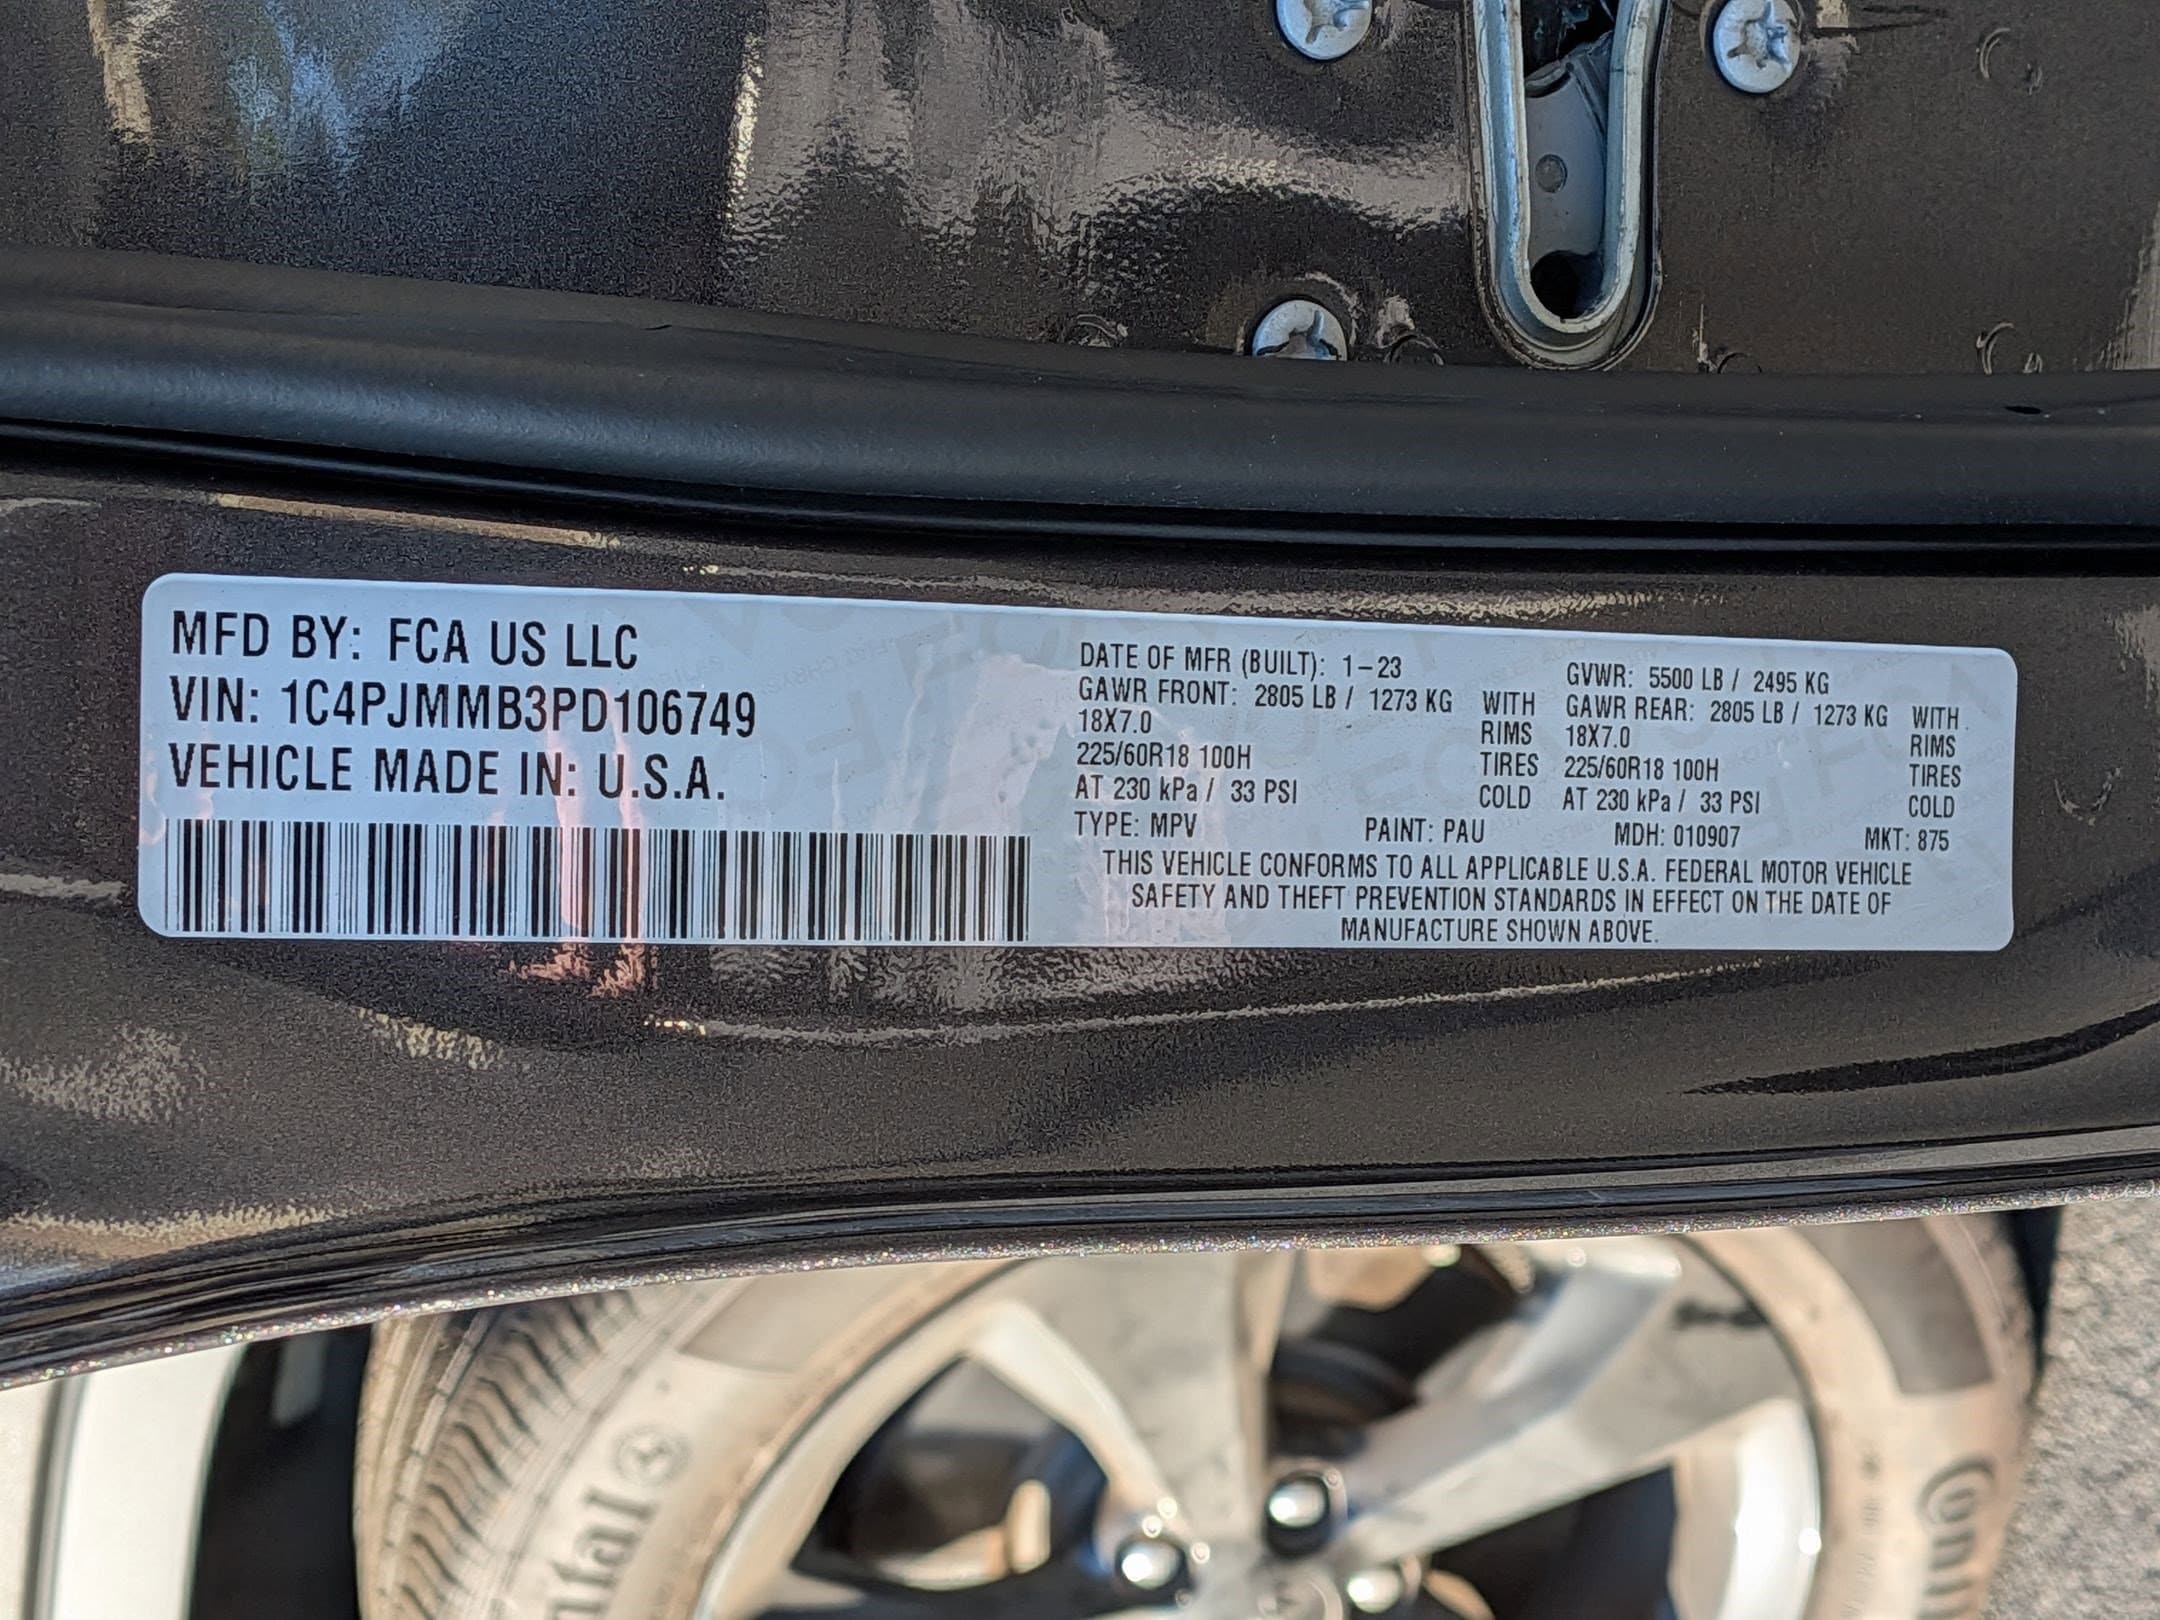 MFD BY: FCA US LLC
VIN: 1C4PJMMB3PD106749
VEHICLE MADE IN: U.S.A.
DATE OF MFR (BUILT): 1-23
GAWR FRONT: 2805 LB / 1273 KG WITH
18X7.0 RIMS
225/60R18 100H TIRES
AT 230 kPa / 33 PSI COLD
GVWR: 5500 LB / 2495 KG
GAWR REAR: 2805 LB / 1273 KG WITH
18X7.0 RIMS
225/60R18 100H TIRES
AT 230 kPa / 33 PSI COLD
TYPE: MPV PAINT: PAU MDH: 010907 MKT: 875
THIS VEHICLE CONFORMS TO ALL APPLICABLE U.S.A. FEDERAL MOTOR VEHICLE
SAFETY AND THEFT PREVENTION STANDARDS IN EFFECT ON THE DATE OF
MANUFACTURE SHOWN ABOVE.
ntal
Conti